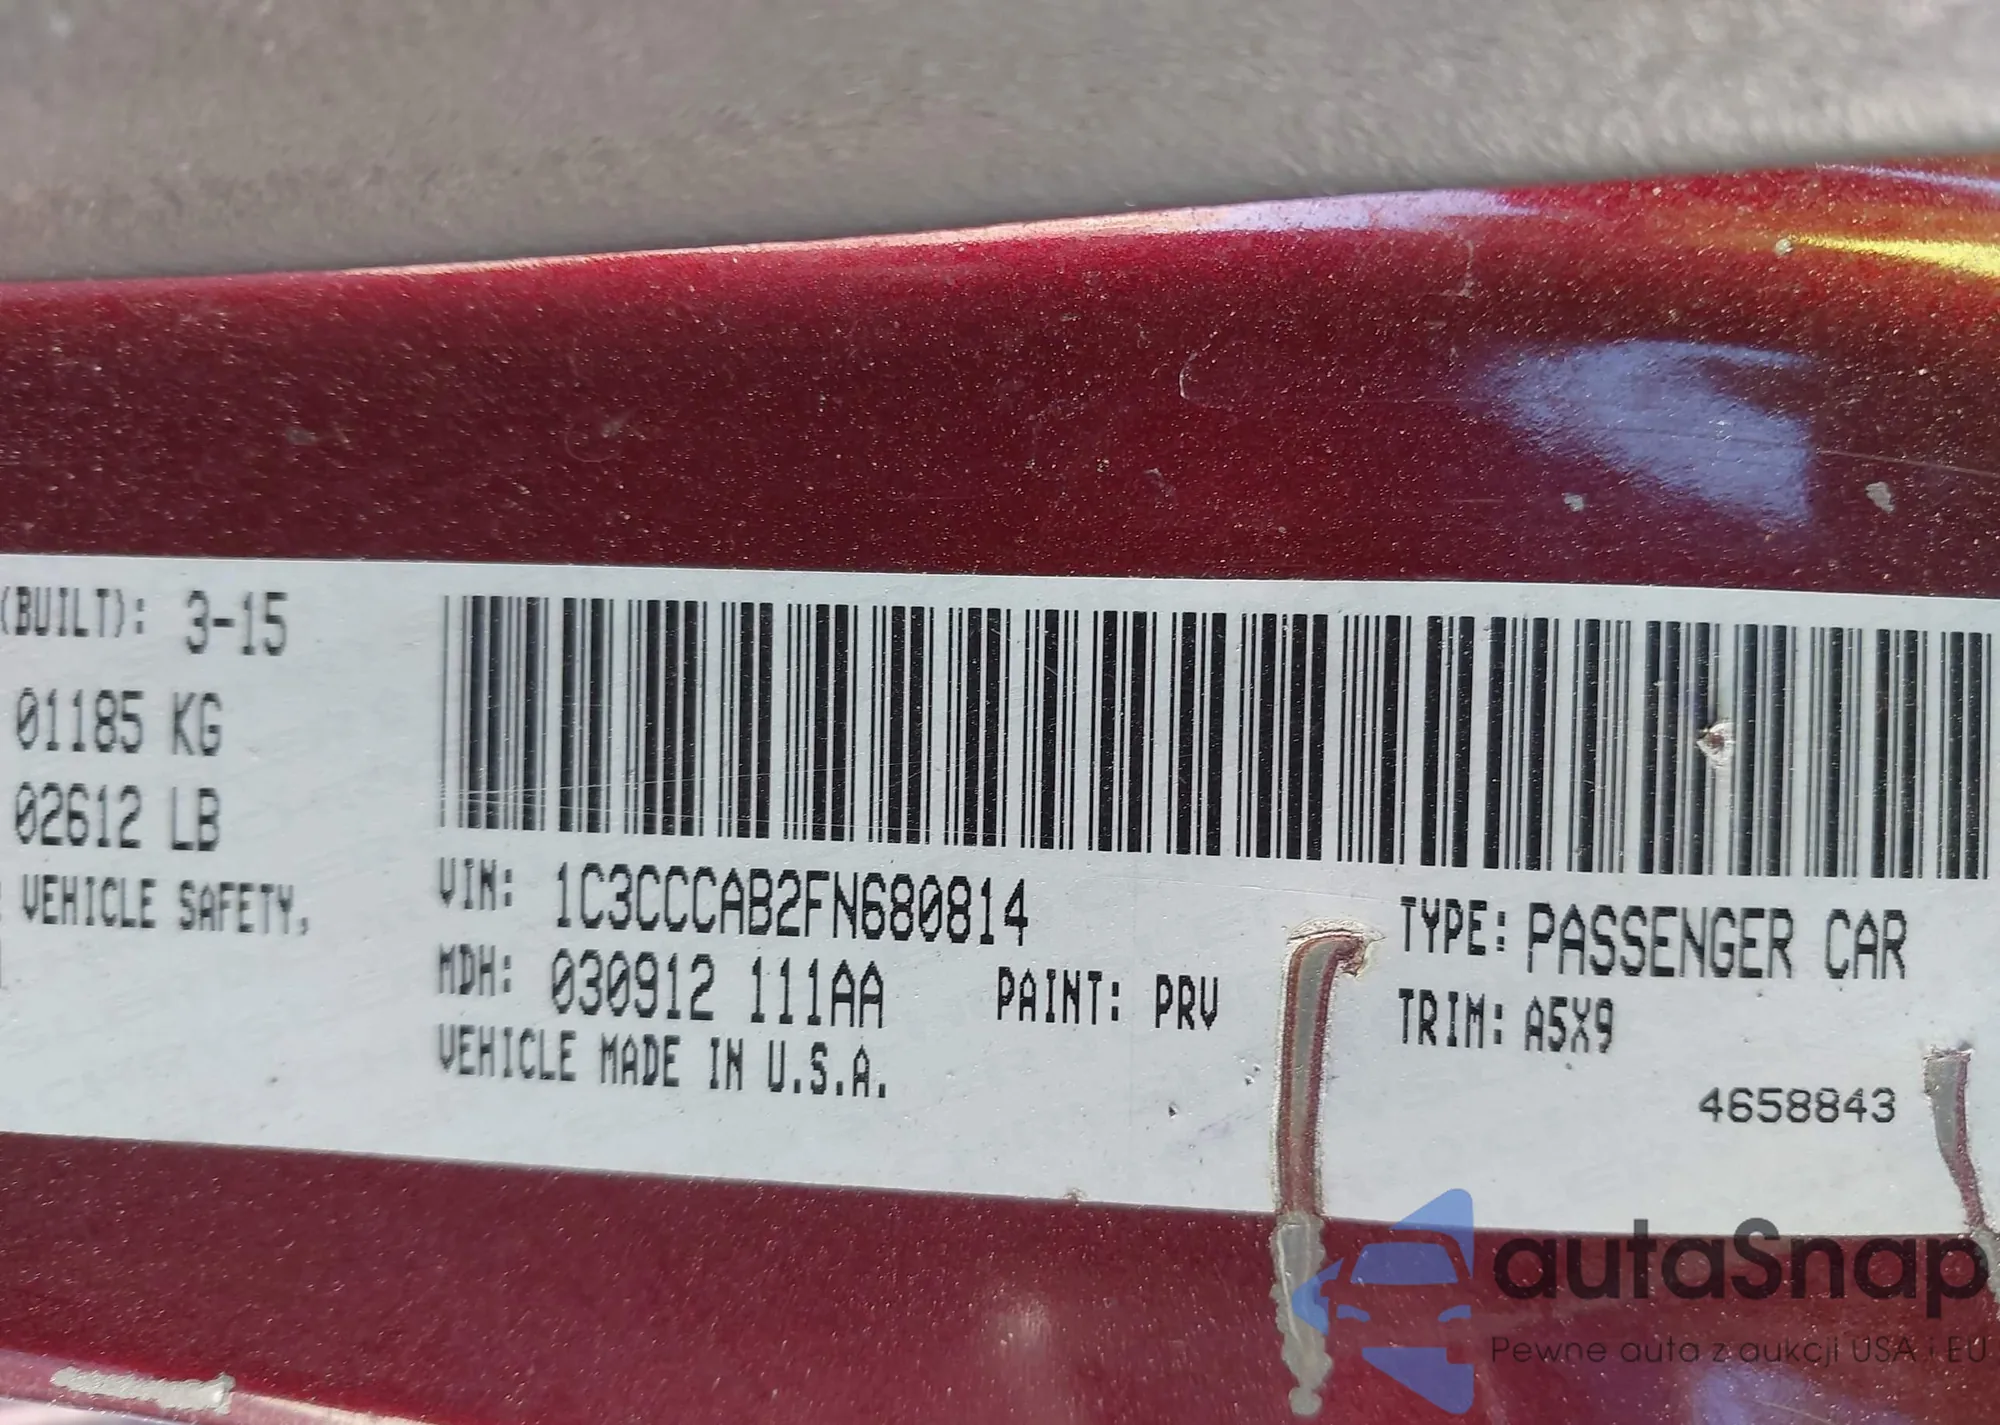 (BUILT): 3-15
01185 KG
02612 LB
VEHICLE SAFETY,
VIN: 1C3CCCAB2FN680814
TYPE: PASSENGER CAR
MDH: 030912 111AA PAINT: PRV
TRIM: A5X9
VEHICLE MADE IN U.S.A.
4658843
autaSnap
Pewne auta z aukcji USA i EU